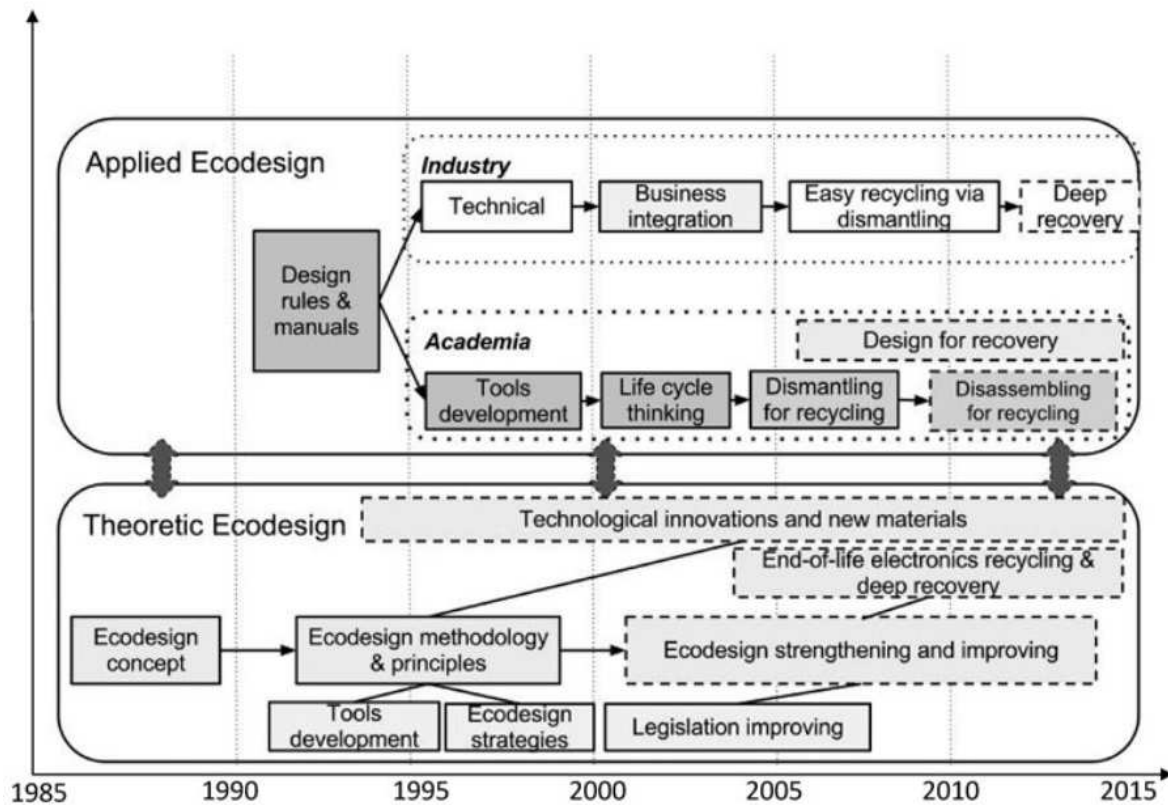 Applied Ecodesign
Industry
Technical
Business
integration
Easy recycling via
dismantling
Deep
recovery
Design
rules &
manuals
Academia
Design for recovery
Tools
development
Life cycle
thinking
Dismantling
for recycling
Disassembling
for recycling
Theoretic Ecodesign
Technological innovations and new materials
End-of-life electronics recycling &
deep recovery
Ecodesign
concept
Ecodesign methodology
& principles
Ecodesign strengthening and improving
Tools
development
Ecodesign
strategies
Legislation improving
1985
1990
1995
2000
2005
2010
2015